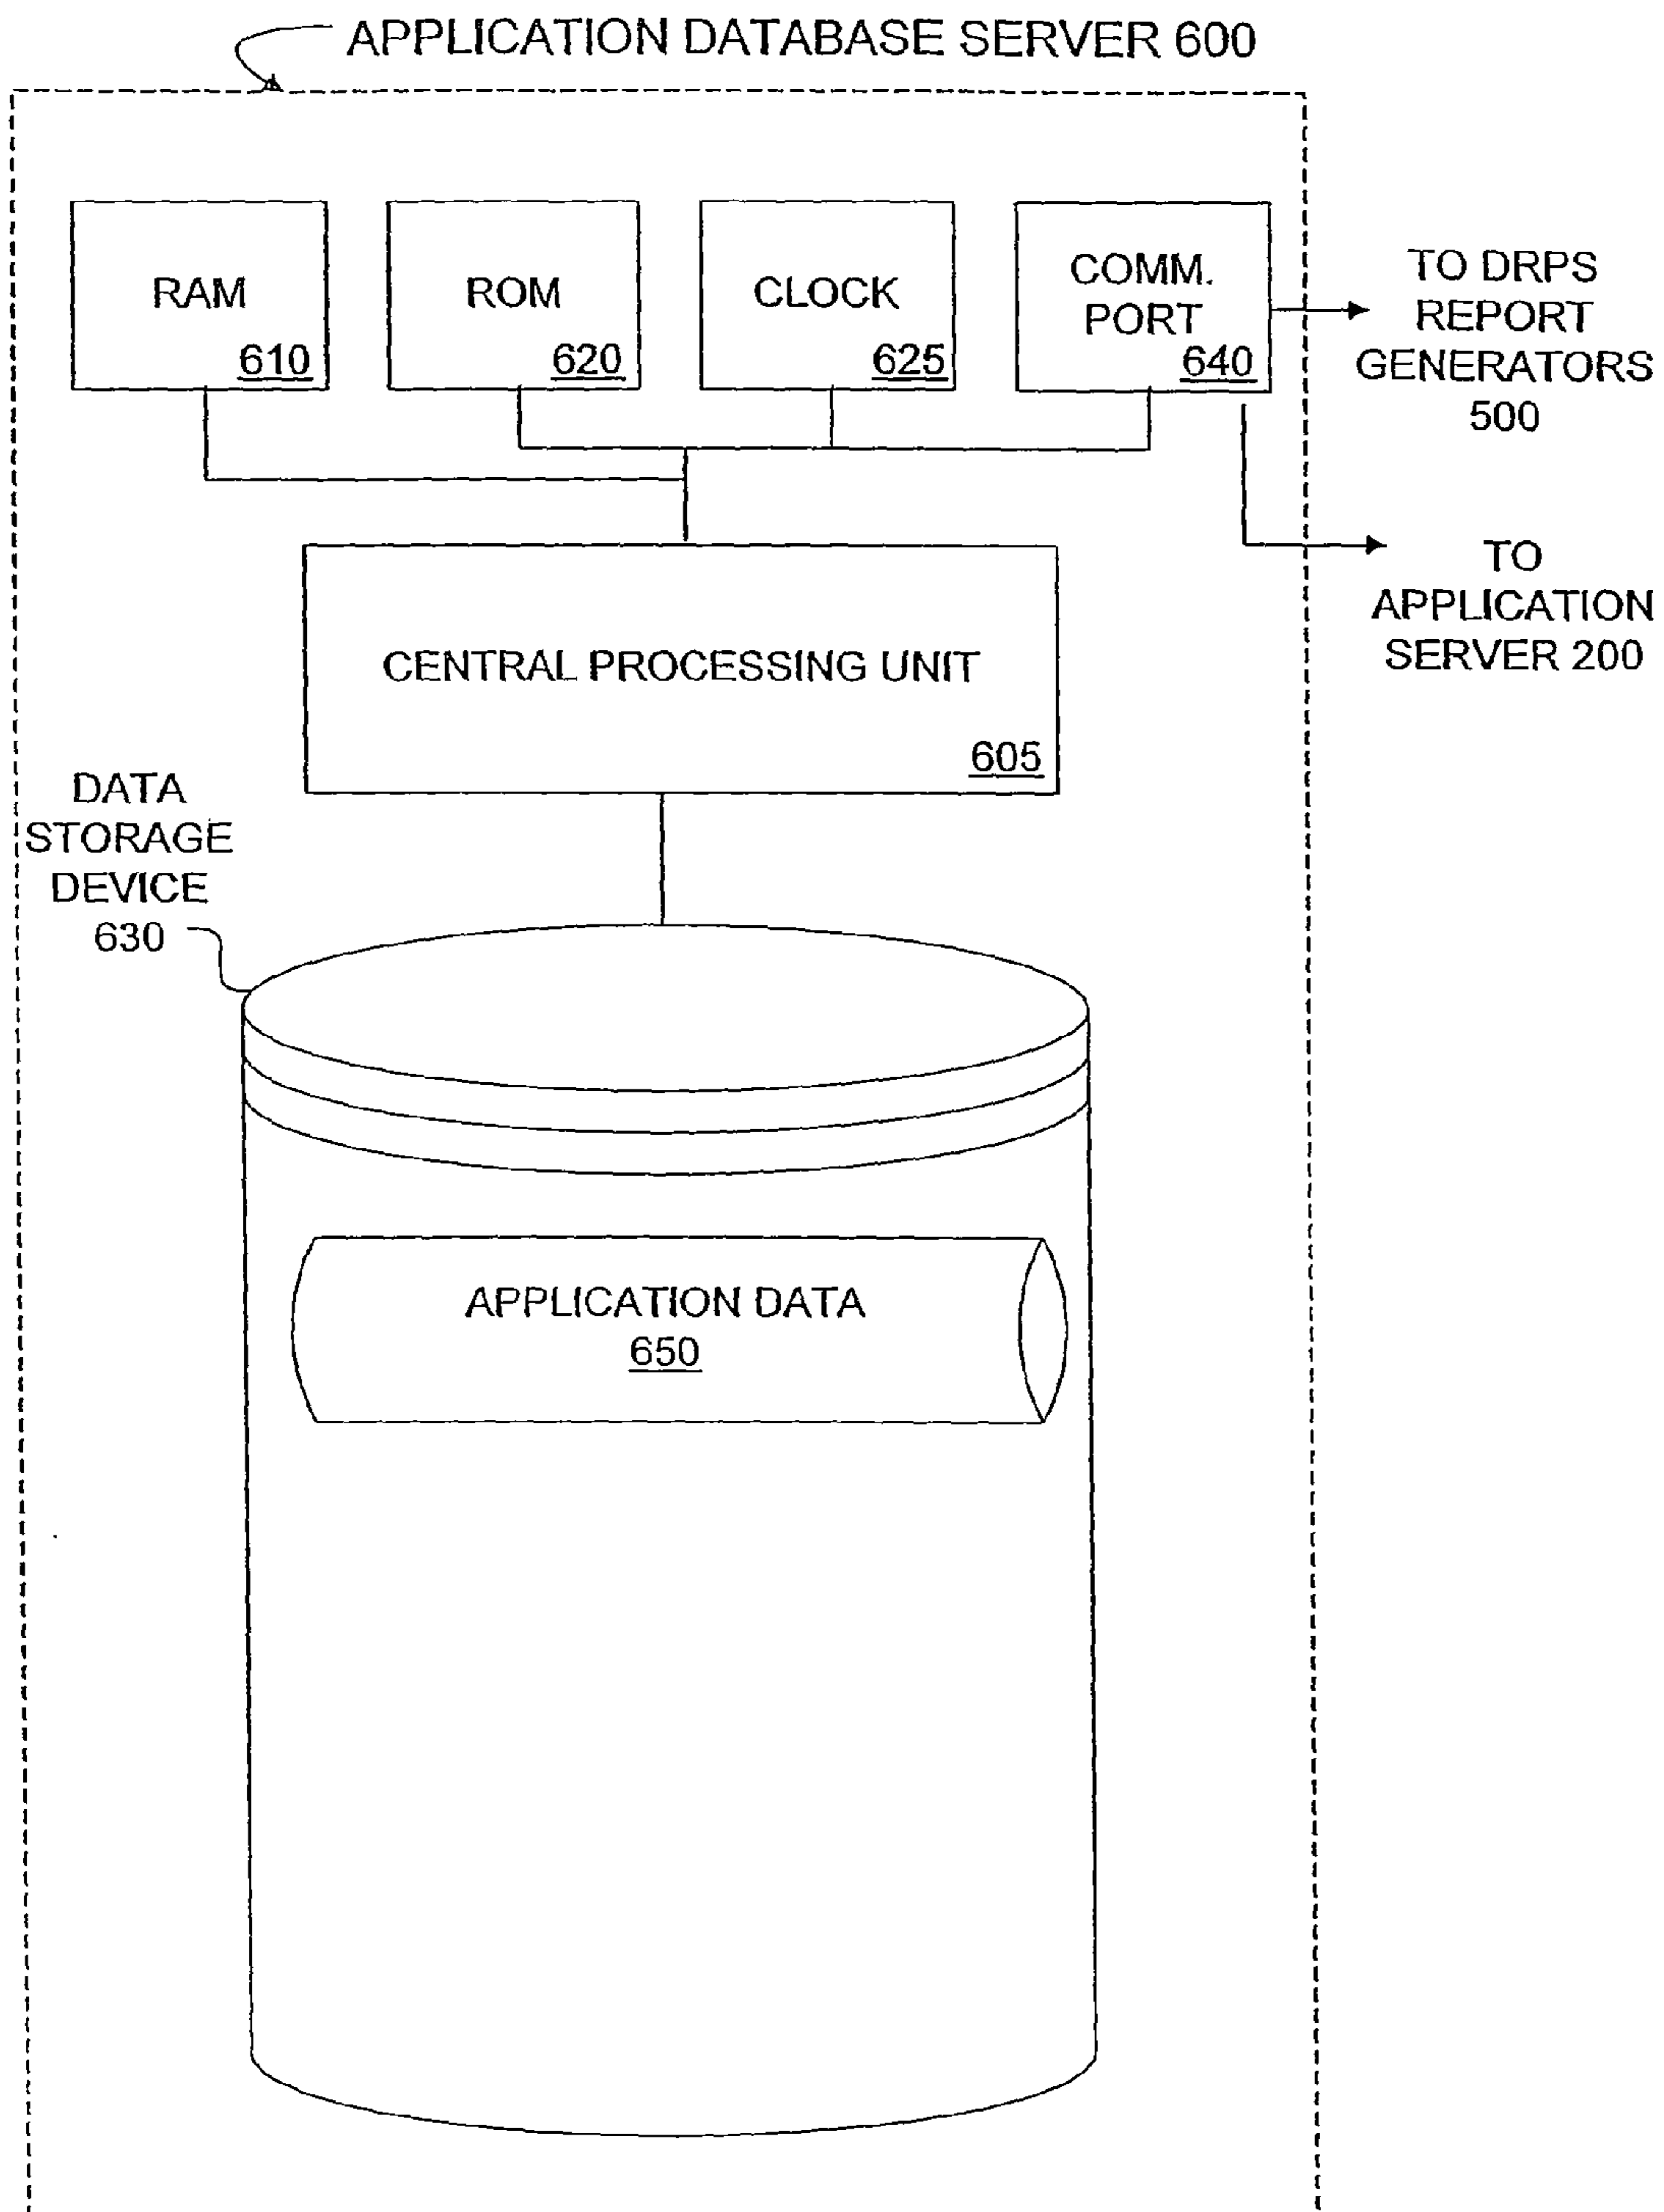 APPLICATION DATABASE SERVER 600
RAM
610
ROM
620
CLOCK
625
COMM.
PORT
640
TO DRPS
REPORT
GENERATORS
500
TO
APPLICATION
SERVER 200
CENTRAL PROCESSING UNIT
605
DATA
STORAGE
DEVICE
630
APPLICATION DATA
650